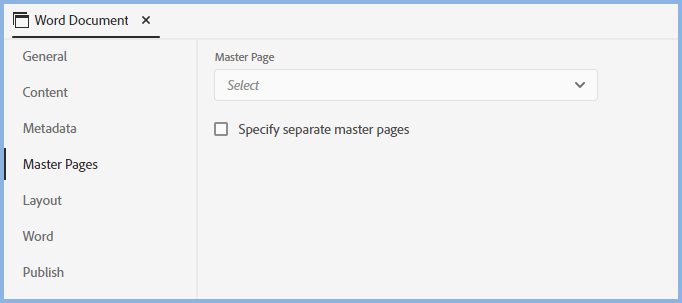 Word Document
General
Content
Metadata
Master Pages
Layout
Word
Publish
Master Page
Select
Specify separate master pages